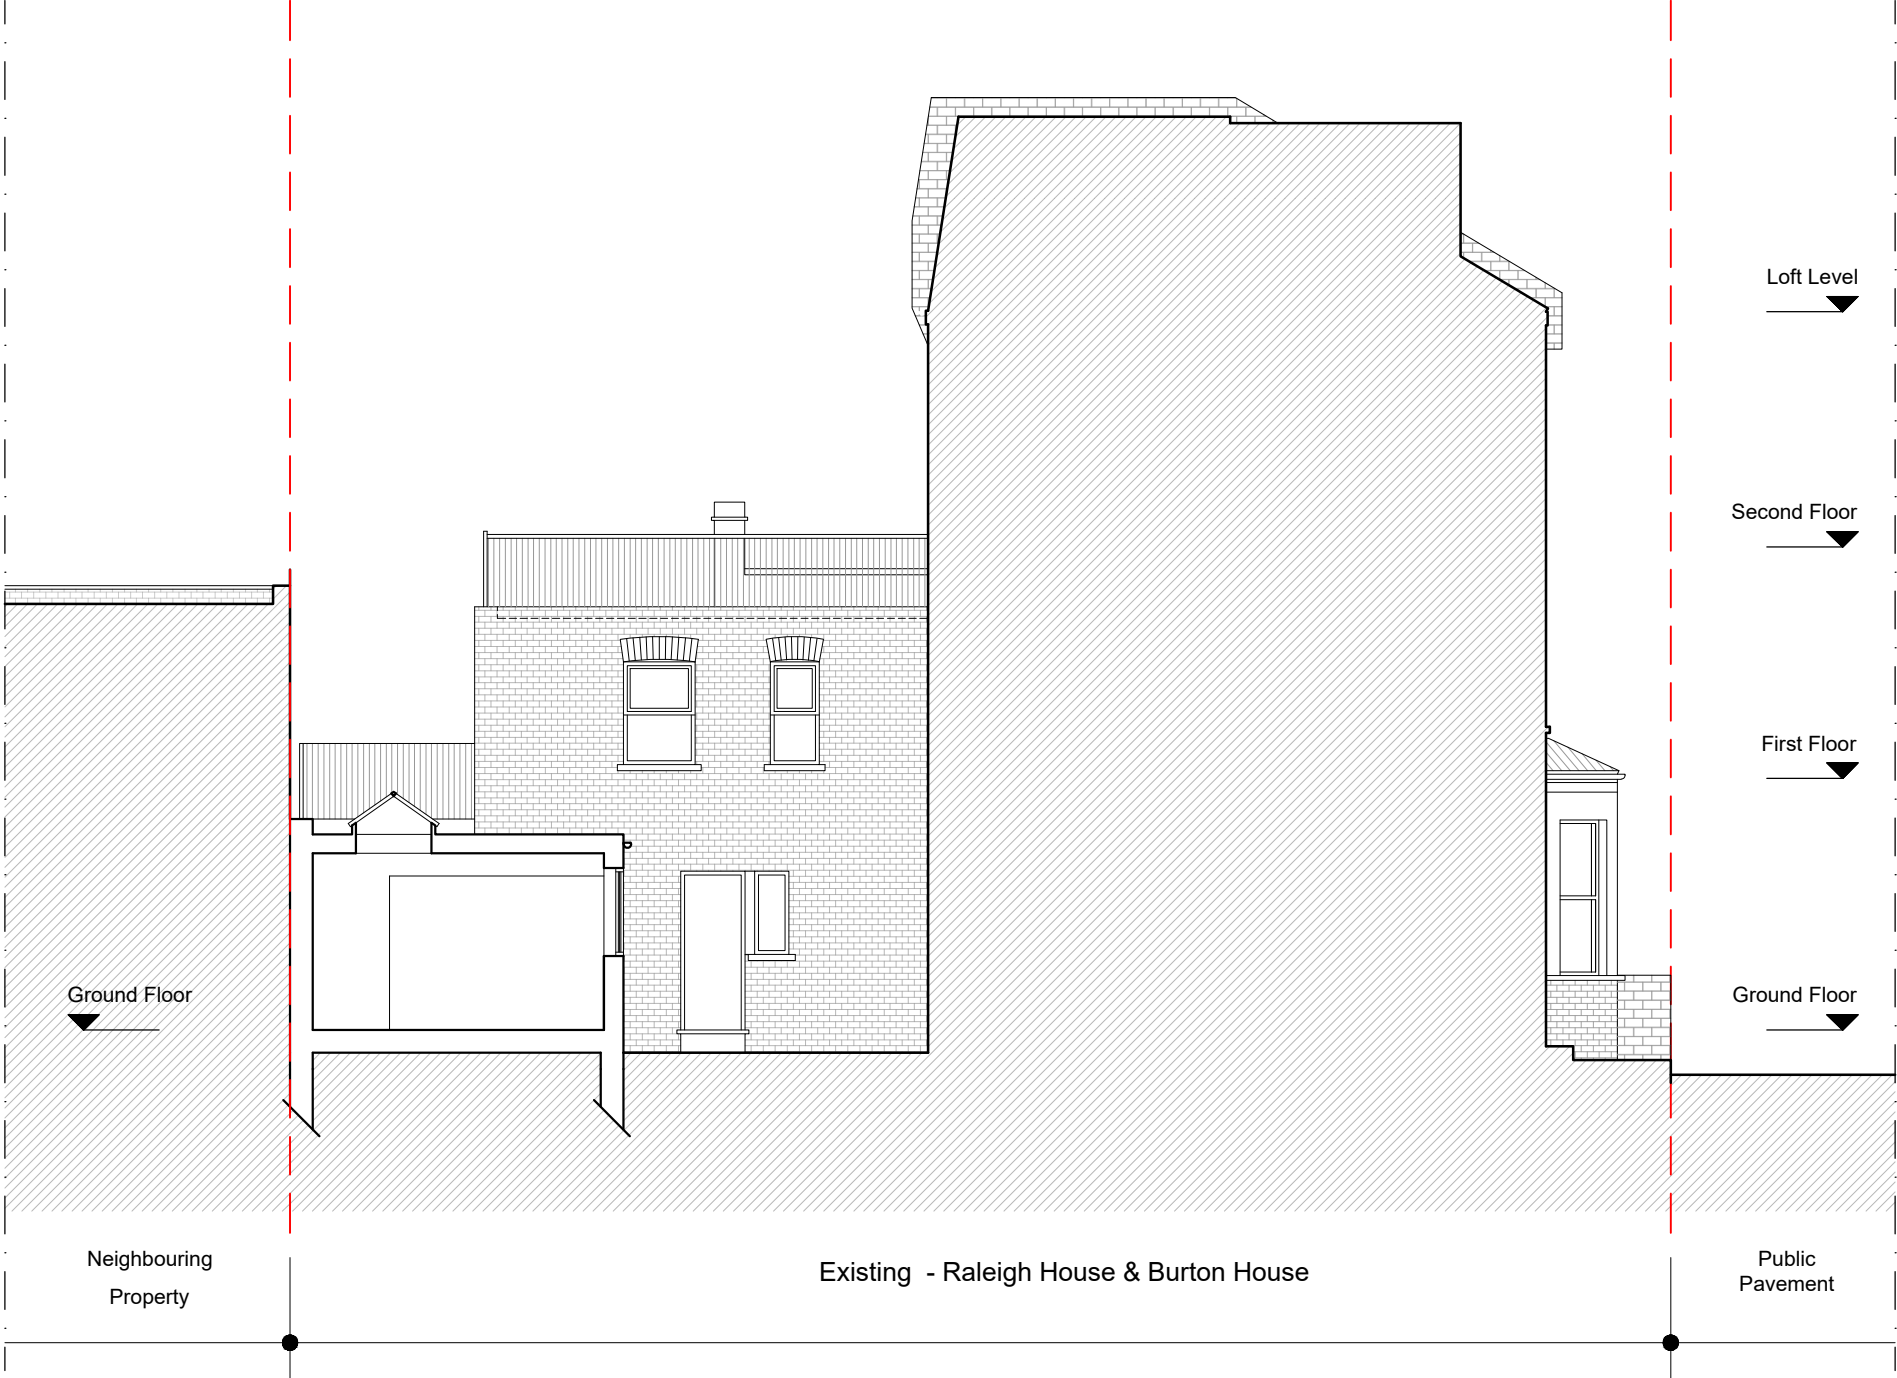 Loft Level
Second Floor
First Floor
Ground Floor
Ground Floor
Neighbouring
Property
Existing - Raleigh House & Burton House
Public
Pavement